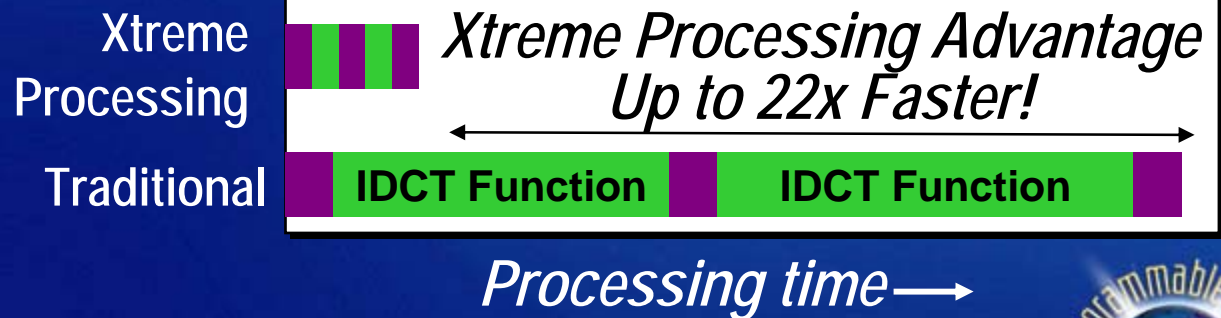 Xtreme
Processing
Xtreme Processing Advantage
Up to 22x Faster!
Traditional
IDCT Function
IDCT Function
Processing time